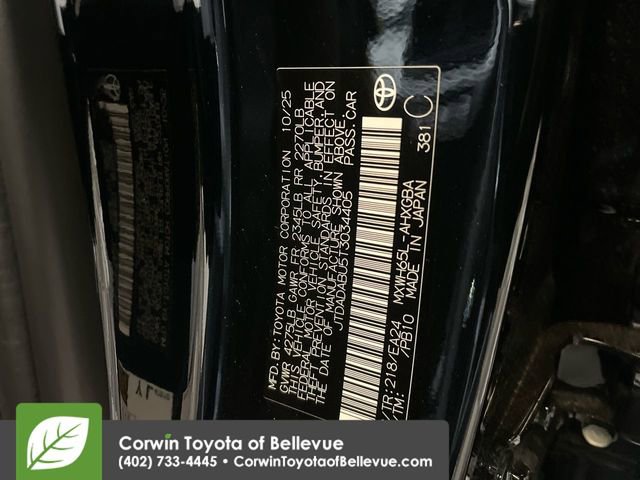 MFD. BY: TOYOTA MOTOR CORPORATION 10/25
GVWR 4275LB GAWR FR 2345LB RR 2270LB
THIS VEHICLE CONFORMS TO ALL APPLICABLE
FEDERAL MOTOR VEHICLE SAFETY, BUMPER, AND
THEFT PREVENTION STANDARDS IN EFFECT ON
THE DATE OF MANUFACTURE SHOWN ABOVE.
JTDADABU5T3034405 PASS. CAR
C/TR: 218/EA24 MXWH65L-AHXGBA
A/TM: /PB10 MADE IN JAPAN 381 C
Corwin Toyota of Bellevue
(402) 733-4445 • CorwinToyotaofBellevue.com